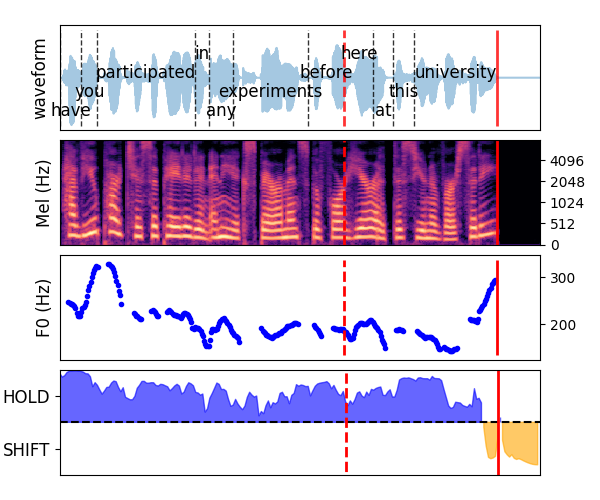 in here
participated before university
you experiments this
have any at
waveform
Mel (Hz)
4096
2048
1024
512
0
F0 (Hz)
300
200
HOLD
SHIFT